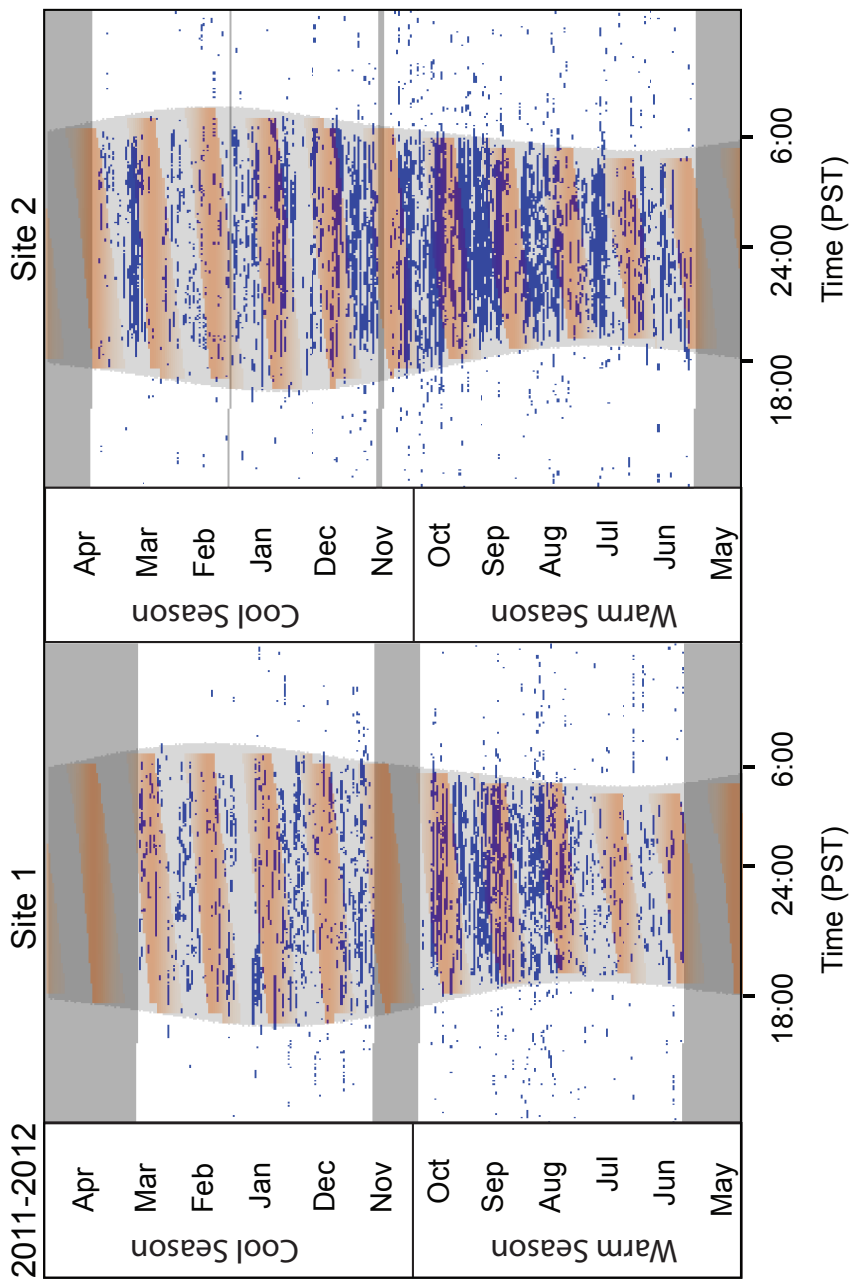 2011-2012
Site 1
Site 2
Cool Season
Warm Season
Apr
Mar
Feb
Jan
Dec
Nov
Oct
Sep
Aug
Jul
Jun
May
Cool Season
Warm Season
Apr
Mar
Feb
Jan
Dec
Nov
Oct
Sep
Aug
Jul
Jun
May
18:00
24:00
6:00
18:00
24:00
6:00
Time (PST)
Time (PST)